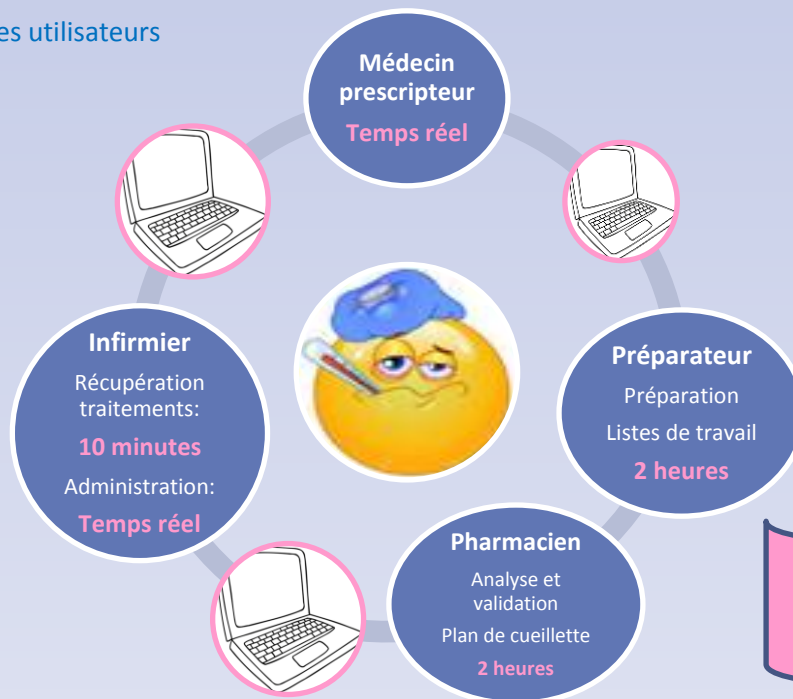 es utilisateurs
Médecin
prescripteur
Temps réel
Infirmier
Récupération
traitements:
10 minutes
Administration:
Temps réel
Préparateur
Préparation
Listes de travail
2 heures
Pharmacien
Analyse et
validation
Plan de cueillette
2 heures